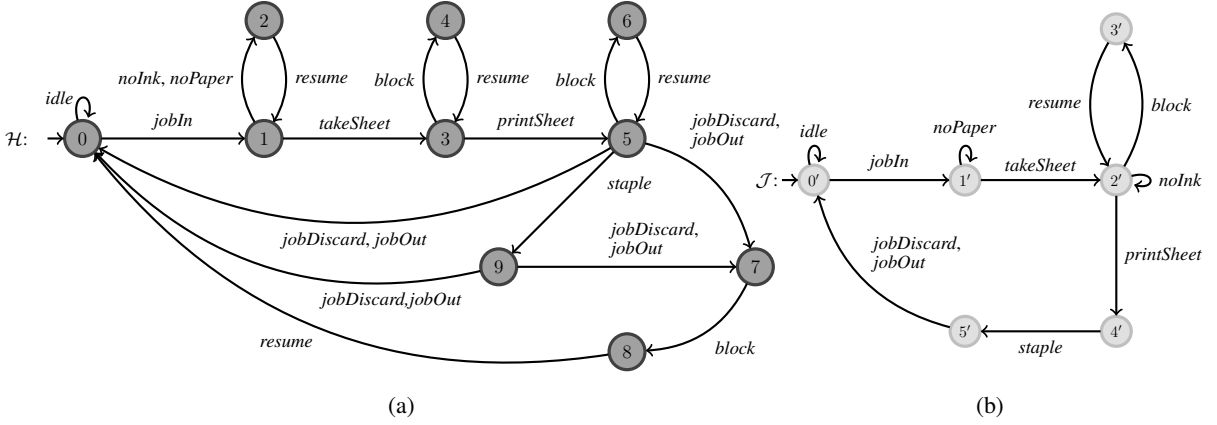 2
4
6
3′
noInk, noPaper
resume
block
resume
block
resume
idle
jobIn
takeSheet
printSheet
jobDiscard,
jobOut
ℋ:
0
1
3
5
resume
block
idle
noPaper
jobIn
takeSheet
𝒥:
0′
1′
2′
noInk
staple
jobDiscard, jobOut
jobDiscard,
jobOut
9
7
jobDiscard,jobOut
jobDiscard,
jobOut
printSheet
resume
8
block
5′
4′
staple
(a)
(b)